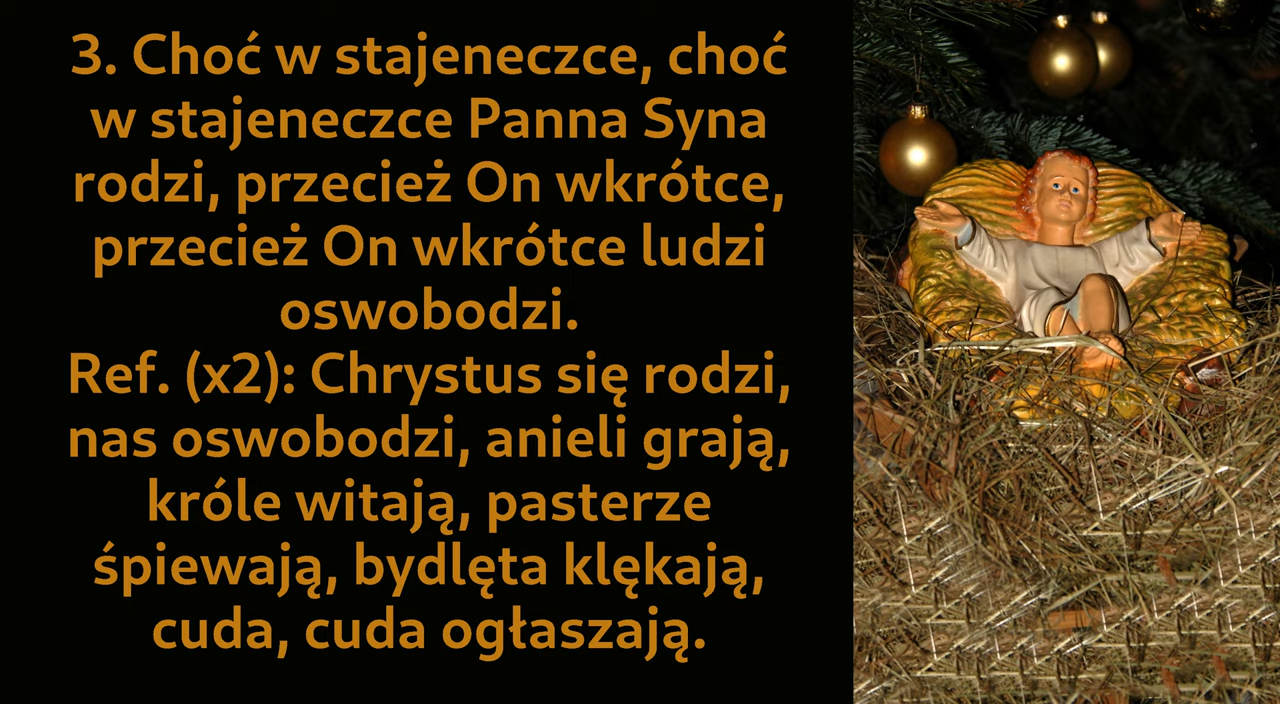 3. Choć w stajeneczce, choć
w stajeneczce Panna Syna
rodzi, przecież On wkrótce,
przecież On wkrótce ludzi
oswobodzi.
Ref. (x2): Chrystus się rodzi,
nas oswobodzi, anieli grają,
króle witają, pasterze
śpiewają, bydlęta klękają,
cuda, cuda ogłaszają.